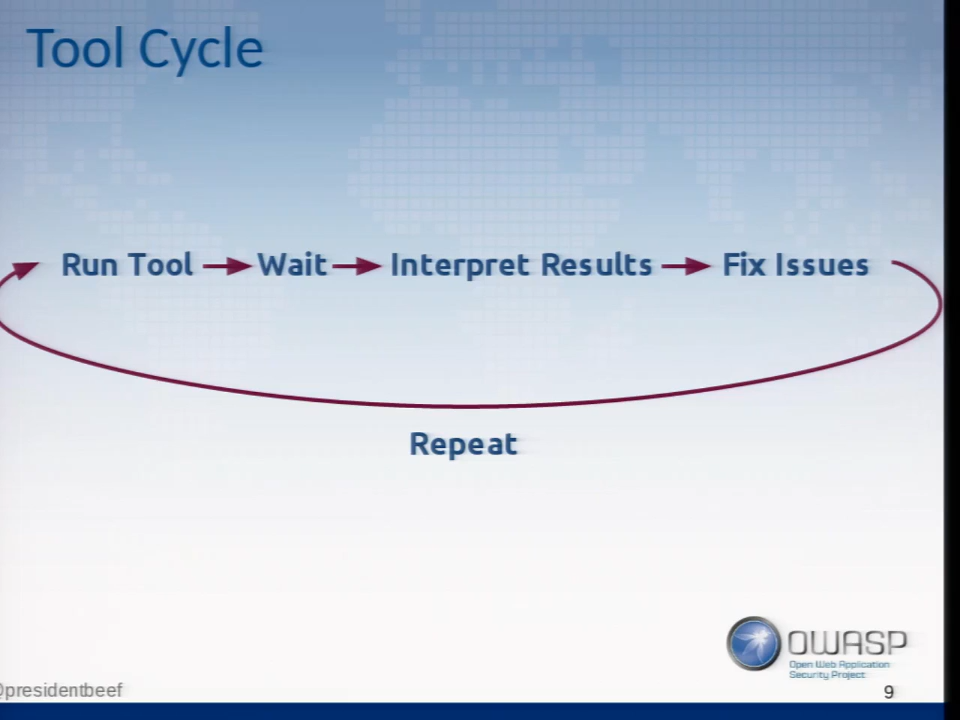 Tool Cycle
Run Tool Wait Interpret Results Fix Issues
Repeat
OWASP
Open Web Application
Security Project
@presidentbeef
9